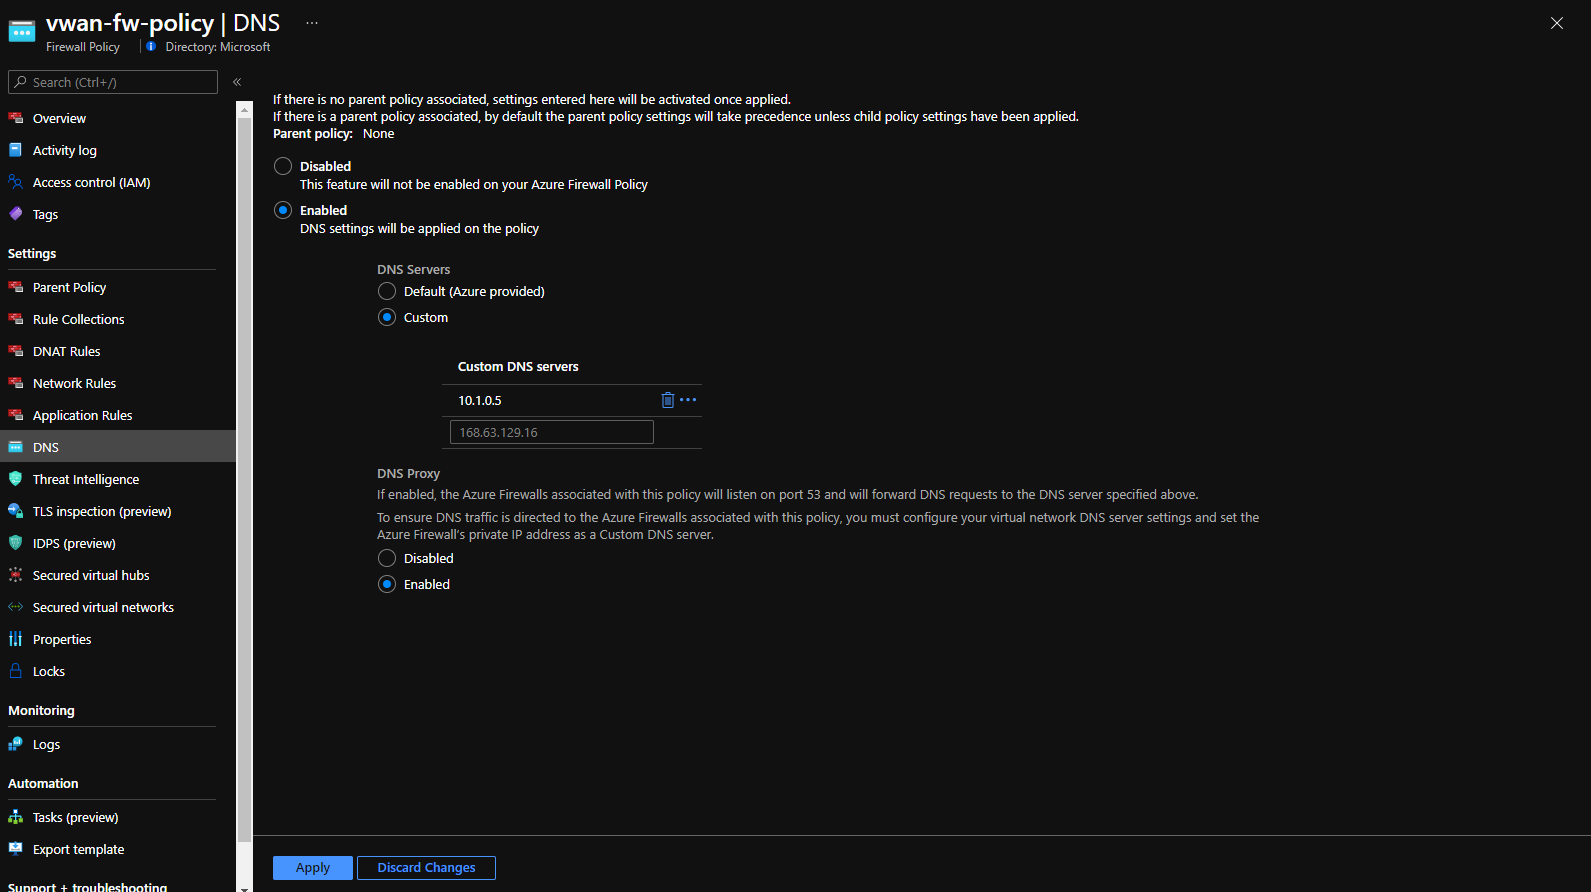 vwan-fw-policy | DNS ...
Firewall Policy Directory: Microsoft
Search (Ctrl+/)
Overview
Activity log
Access control (IAM)
Tags
Settings
Parent Policy
Rule Collections
DNAT Rules
Network Rules
Application Rules
DNS
Threat Intelligence
TLS inspection (preview)
IDPS (preview)
Secured virtual hubs
Secured virtual networks
Properties
Locks
Monitoring
Logs
Automation
Tasks (preview)
Export template
Support + troubleshooting
If there is no parent policy associated, settings entered here will be activated once applied.
If there is a parent policy associated, by default the parent policy settings will take precedence unless child policy settings have been applied.
Parent policy: None
Disabled
This feature will not be enabled on your Azure Firewall Policy
Enabled
DNS settings will be applied on the policy
DNS Servers
Default (Azure provided)
Custom
Custom DNS servers
10.1.0.5
168.63.129.16
DNS Proxy
If enabled, the Azure Firewalls associated with this policy will listen on port 53 and will forward DNS requests to the DNS server specified above.
To ensure DNS traffic is directed to the Azure Firewalls associated with this policy, you must configure your virtual network DNS server settings and set the
Azure Firewall's private IP address as a Custom DNS server.
Disabled
Enabled
Apply
Discard Changes